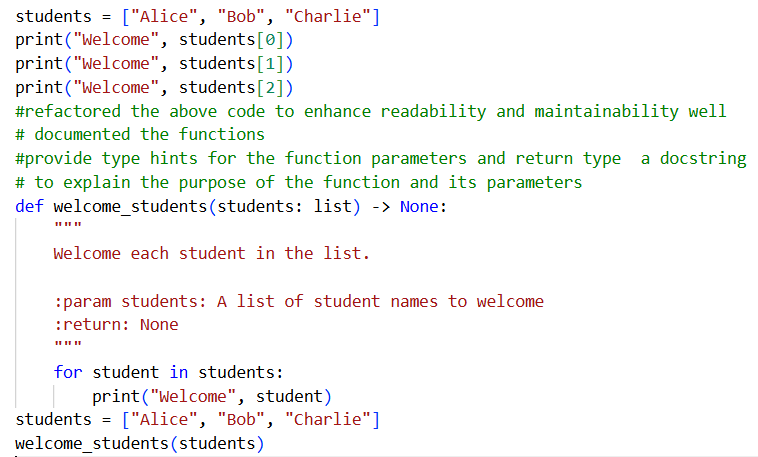 students = ["Alice", "Bob", "Charlie"]
print("Welcome", students[0])
print("Welcome", students[1])
print("Welcome", students[2])
#refactored the above code to enhance readability and maintainability well
# documented the functions
#provide type hints for the function parameters and return type  a docstring
# to explain the purpose of the function and its parameters
def welcome_students(students: list) -> None:
    """
    Welcome each student in the list.

    :param students: A list of student names to welcome
    :return: None
    """
    for student in students:
        print("Welcome", student)
students = ["Alice", "Bob", "Charlie"]
welcome_students(students)